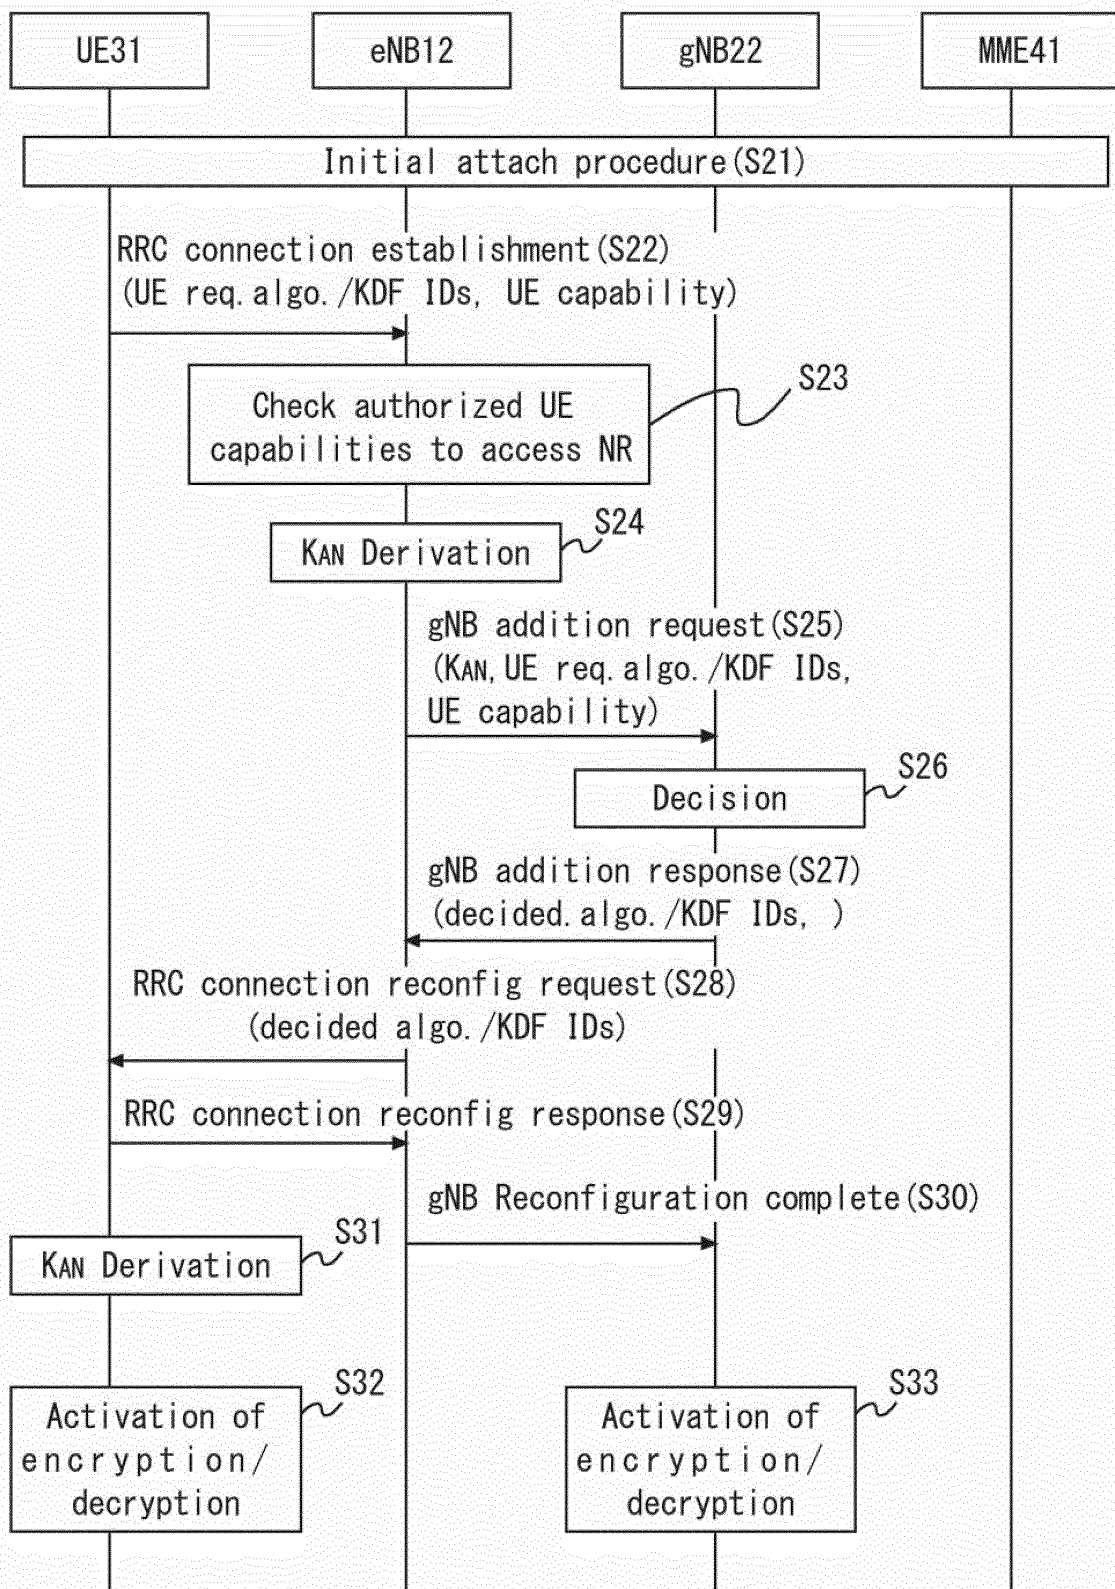 UE31
eNB12
gNB22
MME41
Initial attach procedure(S21)
RRC connection establishment(S22)
(UE req.algo./KDF IDs, UE capability)
S23
Check authorized UE
capabilities to access NR
S24
KAN Derivation
gNB addition request(S25)
(KAN,UE req.algo./KDF IDs,
UE capability)
S26
Decision
gNB addition response(S27)
(decided.algo./KDF IDs, )
RRC connection reconfig request(S28)
(decided algo./KDF IDs)
RRC connection reconfig response(S29)
gNB Reconfiguration complete(S30)
S31
KAN Derivation
S32
Activation of
encryption/
decryption
S33
Activation of
encryption/
decryption